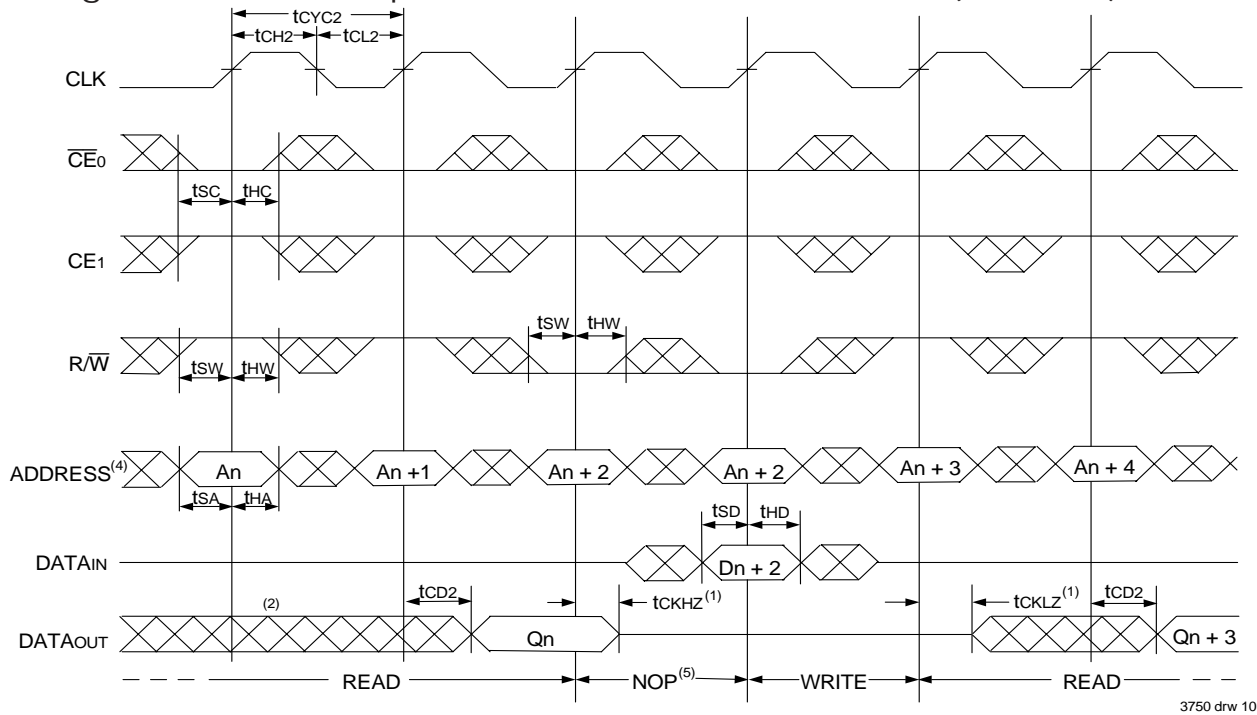 tCYC2
tCH2 tCL2
CLK
CE0
tSC tHC
CE1
tSW tHW
R/W
tSW tHW
ADDRESS(4) An An +1 An + 2 An + 2 An + 3 An + 4
tSA tHA
tSD tHD
DATAIN Dn + 2
(2) tCD2 tCKHZ(1) tCKLZ(1) tCD2
DATAOUT Qn Qn + 3
READ NOP(5) WRITE READ
3750 drw 10